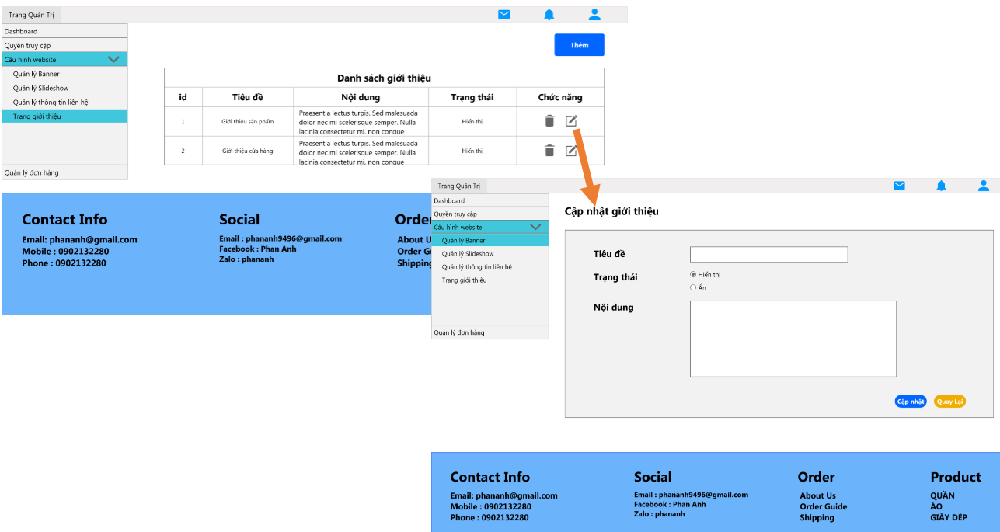 Trang Quản Trị
Dashboard
Quyền truy cập
Cấu hình website
Quản lý Banner
Quản lý Slideshow
Quản lý thông tin liên hệ
Trang giới thiệu
Quản lý đơn hàng
Thêm
Danh sách giới thiệu
id Tiêu đề Nội dung Trạng thái Chức năng
1 Giới thiệu sản phẩm Praesent a lectus turpis. Sed malesuada Hiển thị
dolor nec mi scelerisque semper. Nulla
lacinia consectetur mi, non congue
2 Giới thiệu cửa hàng Praesent a lectus turpis. Sed malesuada Hiển thị
dolor nec mi scelerisque semper. Nulla
lacinia consectetur mi, non congue
Contact Info
Email: phananh@gmail.com
Mobile : 0902132280
Phone : 0902132280
Social
Email : phananh9496@gmail.com
Facebook : Phan Anh
Zalo : phananh
Orde
About U
Order G
Shipping
Trang Quản Trị
Dashboard
Quyền truy cập
Cấu hình website
Quản lý Banner
Quản lý Slideshow
Quản lý thông tin liên hệ
Trang giới thiệu
Quản lý đơn hàng
Cập nhật giới thiệu
Tiêu đề
Trạng thái
Hiển thị
Ẩn
Nội dung
Cập nhật
Quay Lại
Contact Info
Email: phananh@gmail.com
Mobile : 0902132280
Phone : 0902132280
Social
Email : phananh9496@gmail.com
Facebook : Phan Anh
Zalo : phananh
Order
About Us
Order Guide
Shipping
Product
QUẦN
ÁO
GIẦY DÉP